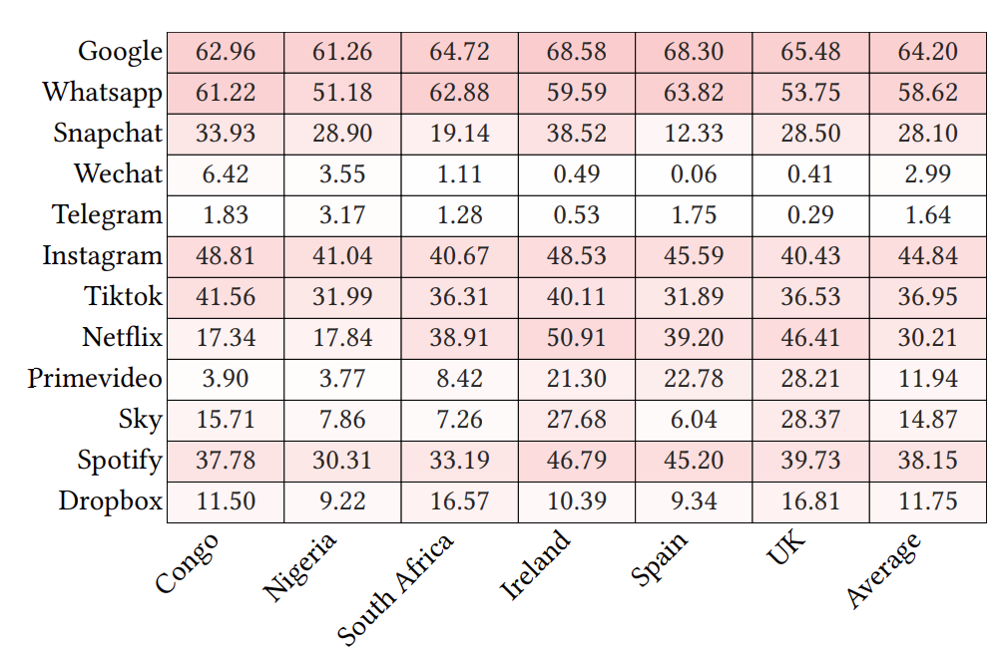 Google 62.96 61.26 64.72 68.58 68.30 65.48 64.20
Whatsapp 61.22 51.18 62.88 59.59 63.82 53.75 58.62
Snapchat 33.93 28.90 19.14 38.52 12.33 28.50 28.10
Wechat 6.42 3.55 1.11 0.49 0.06 0.41 2.99
Telegram 1.83 3.17 1.28 0.53 1.75 0.29 1.64
Instagram 48.81 41.04 40.67 48.53 45.59 40.43 44.84
Tiktok 41.56 31.99 36.31 40.11 31.89 36.53 36.95
Netflix 17.34 17.84 38.91 50.91 39.20 46.41 30.21
Primevideo 3.90 3.77 8.42 21.30 22.78 28.21 11.94
Sky 15.71 7.86 7.26 27.68 6.04 28.37 14.87
Spotify 37.78 30.31 33.19 46.79 45.20 39.73 38.15
Dropbox 11.50 9.22 16.57 10.39 9.34 16.81 11.75
Congo Nigeria South Africa Ireland Spain UK Average